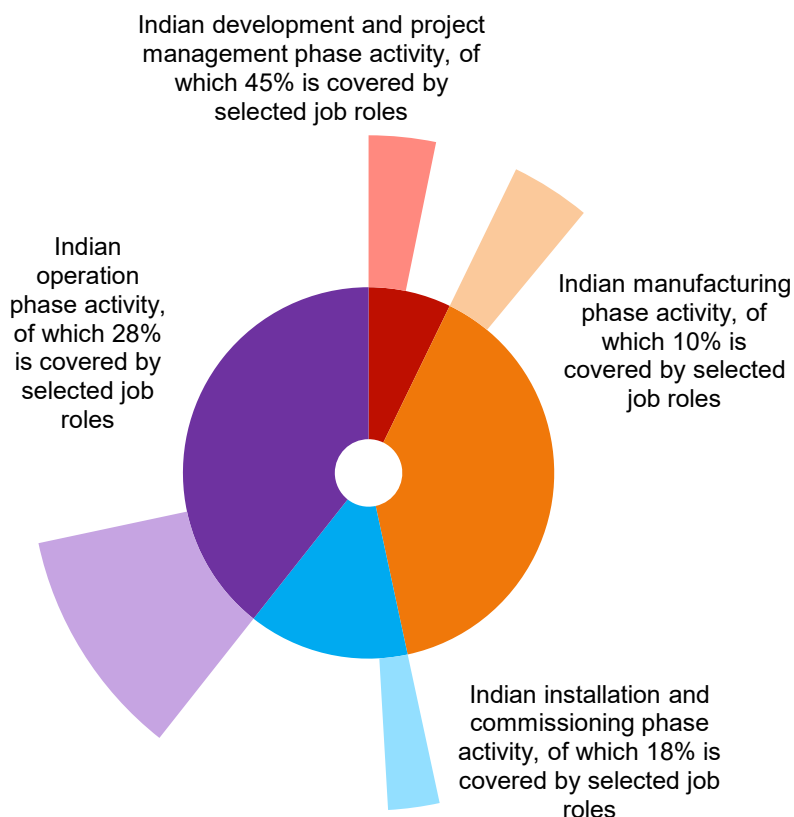 Indian development and project
management phase activity, of
which 45% is covered by
selected job roles
Indian
operation
phase activity,
of which 28%
is covered by
selected job
roles
Indian manufacturing
phase activity, of
which 10% is
covered by selected
job roles
Indian installation and
commissioning phase
activity, of which 18% is
covered by selected job
roles